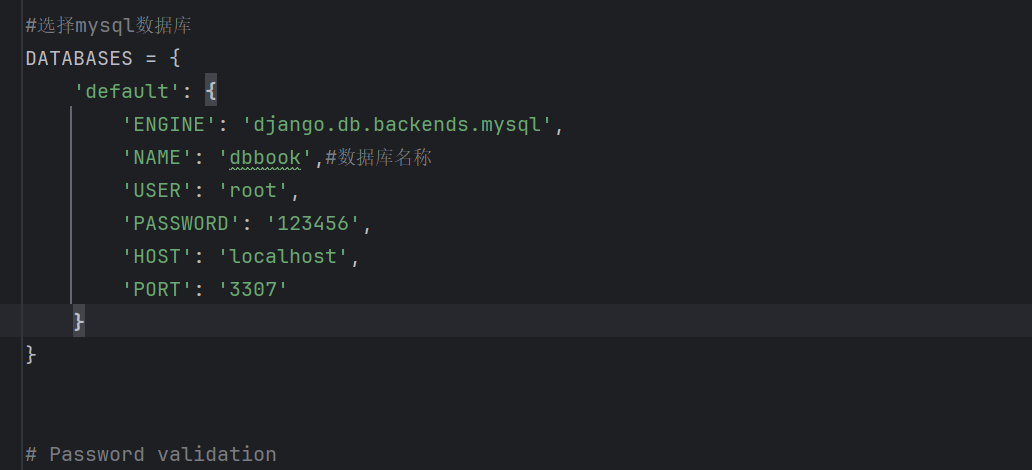 #选择mysql数据库
DATABASES = {
    'default': {
        'ENGINE': 'django.db.backends.mysql',
        'NAME': 'dbbook',#数据库名称
        'USER': 'root',
        'PASSWORD': '123456',
        'HOST': 'localhost',
        'PORT': '3307'
    }
}
# Password validation